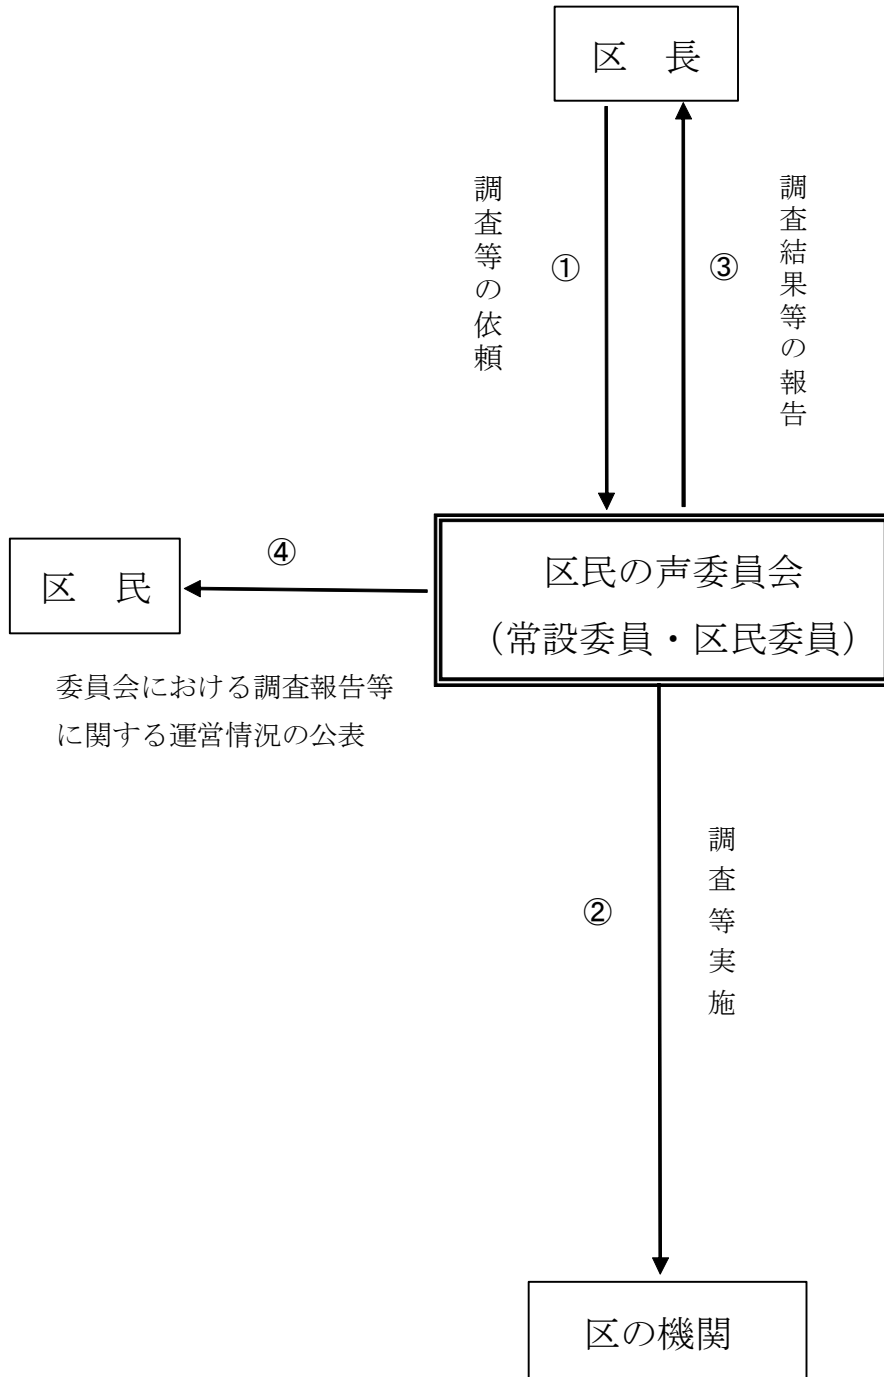 区　長
調査等の依頼
①
③
調査結果等の報告
区民の声委員会
（常設委員・区民委員）
④
区　民
委員会における調査報告等
に関する運営情報の公表
②
調査等実施
区の機関